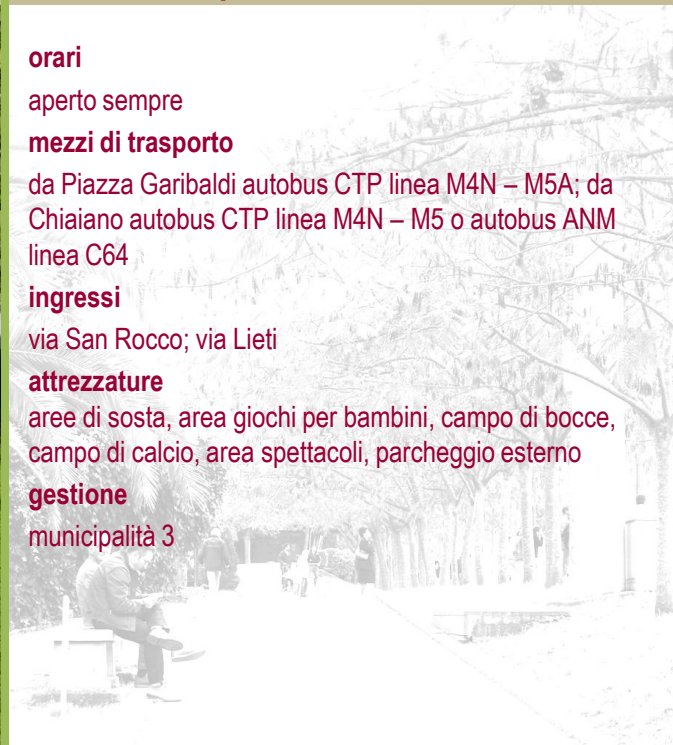 orari
aperto sempre
mezzi di trasporto
da Piazza Garibaldi autobus CTP linea M4N – M5A; da
Chiaiano autobus CTP linea M4N – M5 o autobus ANM
linea C64
ingressi
via San Rocco; via Lieti
attrezzature
aree di sosta, area giochi per bambini, campo di bocce,
campo di calcio, area spettacoli, parcheggio esterno
gestione
municipalità 3